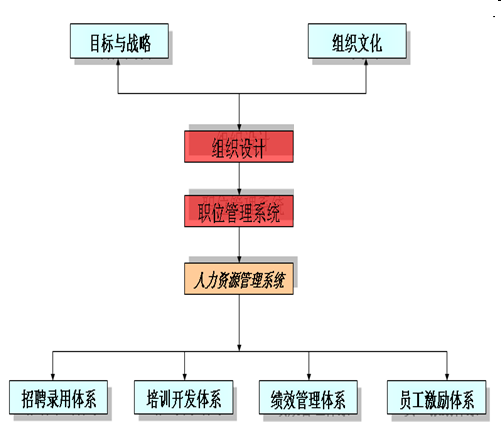 目标与战略
组织文化
组织设计
职位管理系统
人力资源管理系统
招聘录用体系
培训开发体系
绩效管理体系
员工激励体系